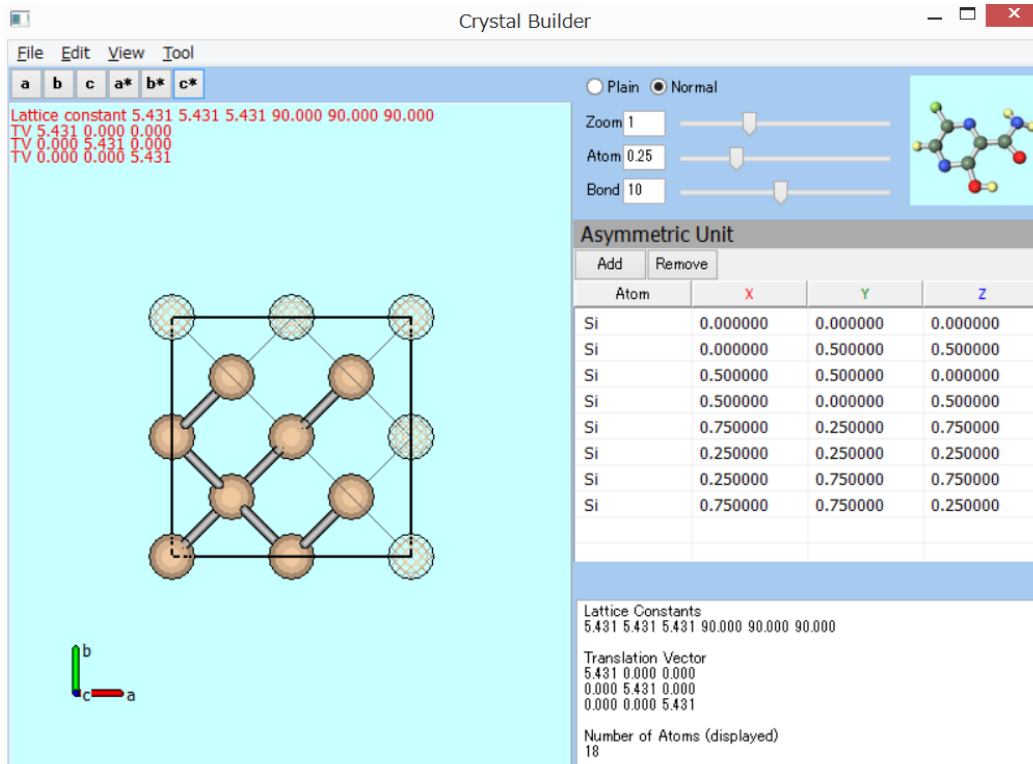 Crystal Builder
File Edit View Tool
a b c a* b* c*
Lattice constant 5.431 5.431 5.431 90.000 90.000 90.000
TV 5.431 0.000 0.000
TV 0.000 5.431 0.000
TV 0.000 0.000 5.431
b
c a
Plain Normal
Zoom 1
Atom 0.25
Bond 10
Asymmetric Unit
Add Remove
Atom X Y Z
Si 0.000000 0.000000 0.000000
Si 0.000000 0.500000 0.500000
Si 0.500000 0.500000 0.000000
Si 0.500000 0.000000 0.500000
Si 0.750000 0.250000 0.750000
Si 0.250000 0.250000 0.250000
Si 0.250000 0.750000 0.750000
Si 0.750000 0.750000 0.250000
Lattice Constants
5.431 5.431 5.431 90.000 90.000 90.000
Translation Vector
5.431 0.000 0.000
0.000 5.431 0.000
0.000 0.000 5.431
Number of Atoms (displayed)
18